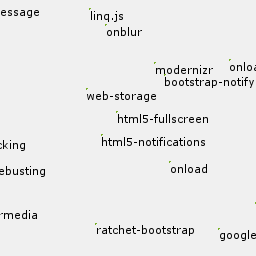 essage
linq.js
onblur
modernizr
onloa
bootstrap-notify
web-storage
html5-fullscreen
html5-notifications
cking
onload
ebusting
rmedia
ratchet-bootstrap
google